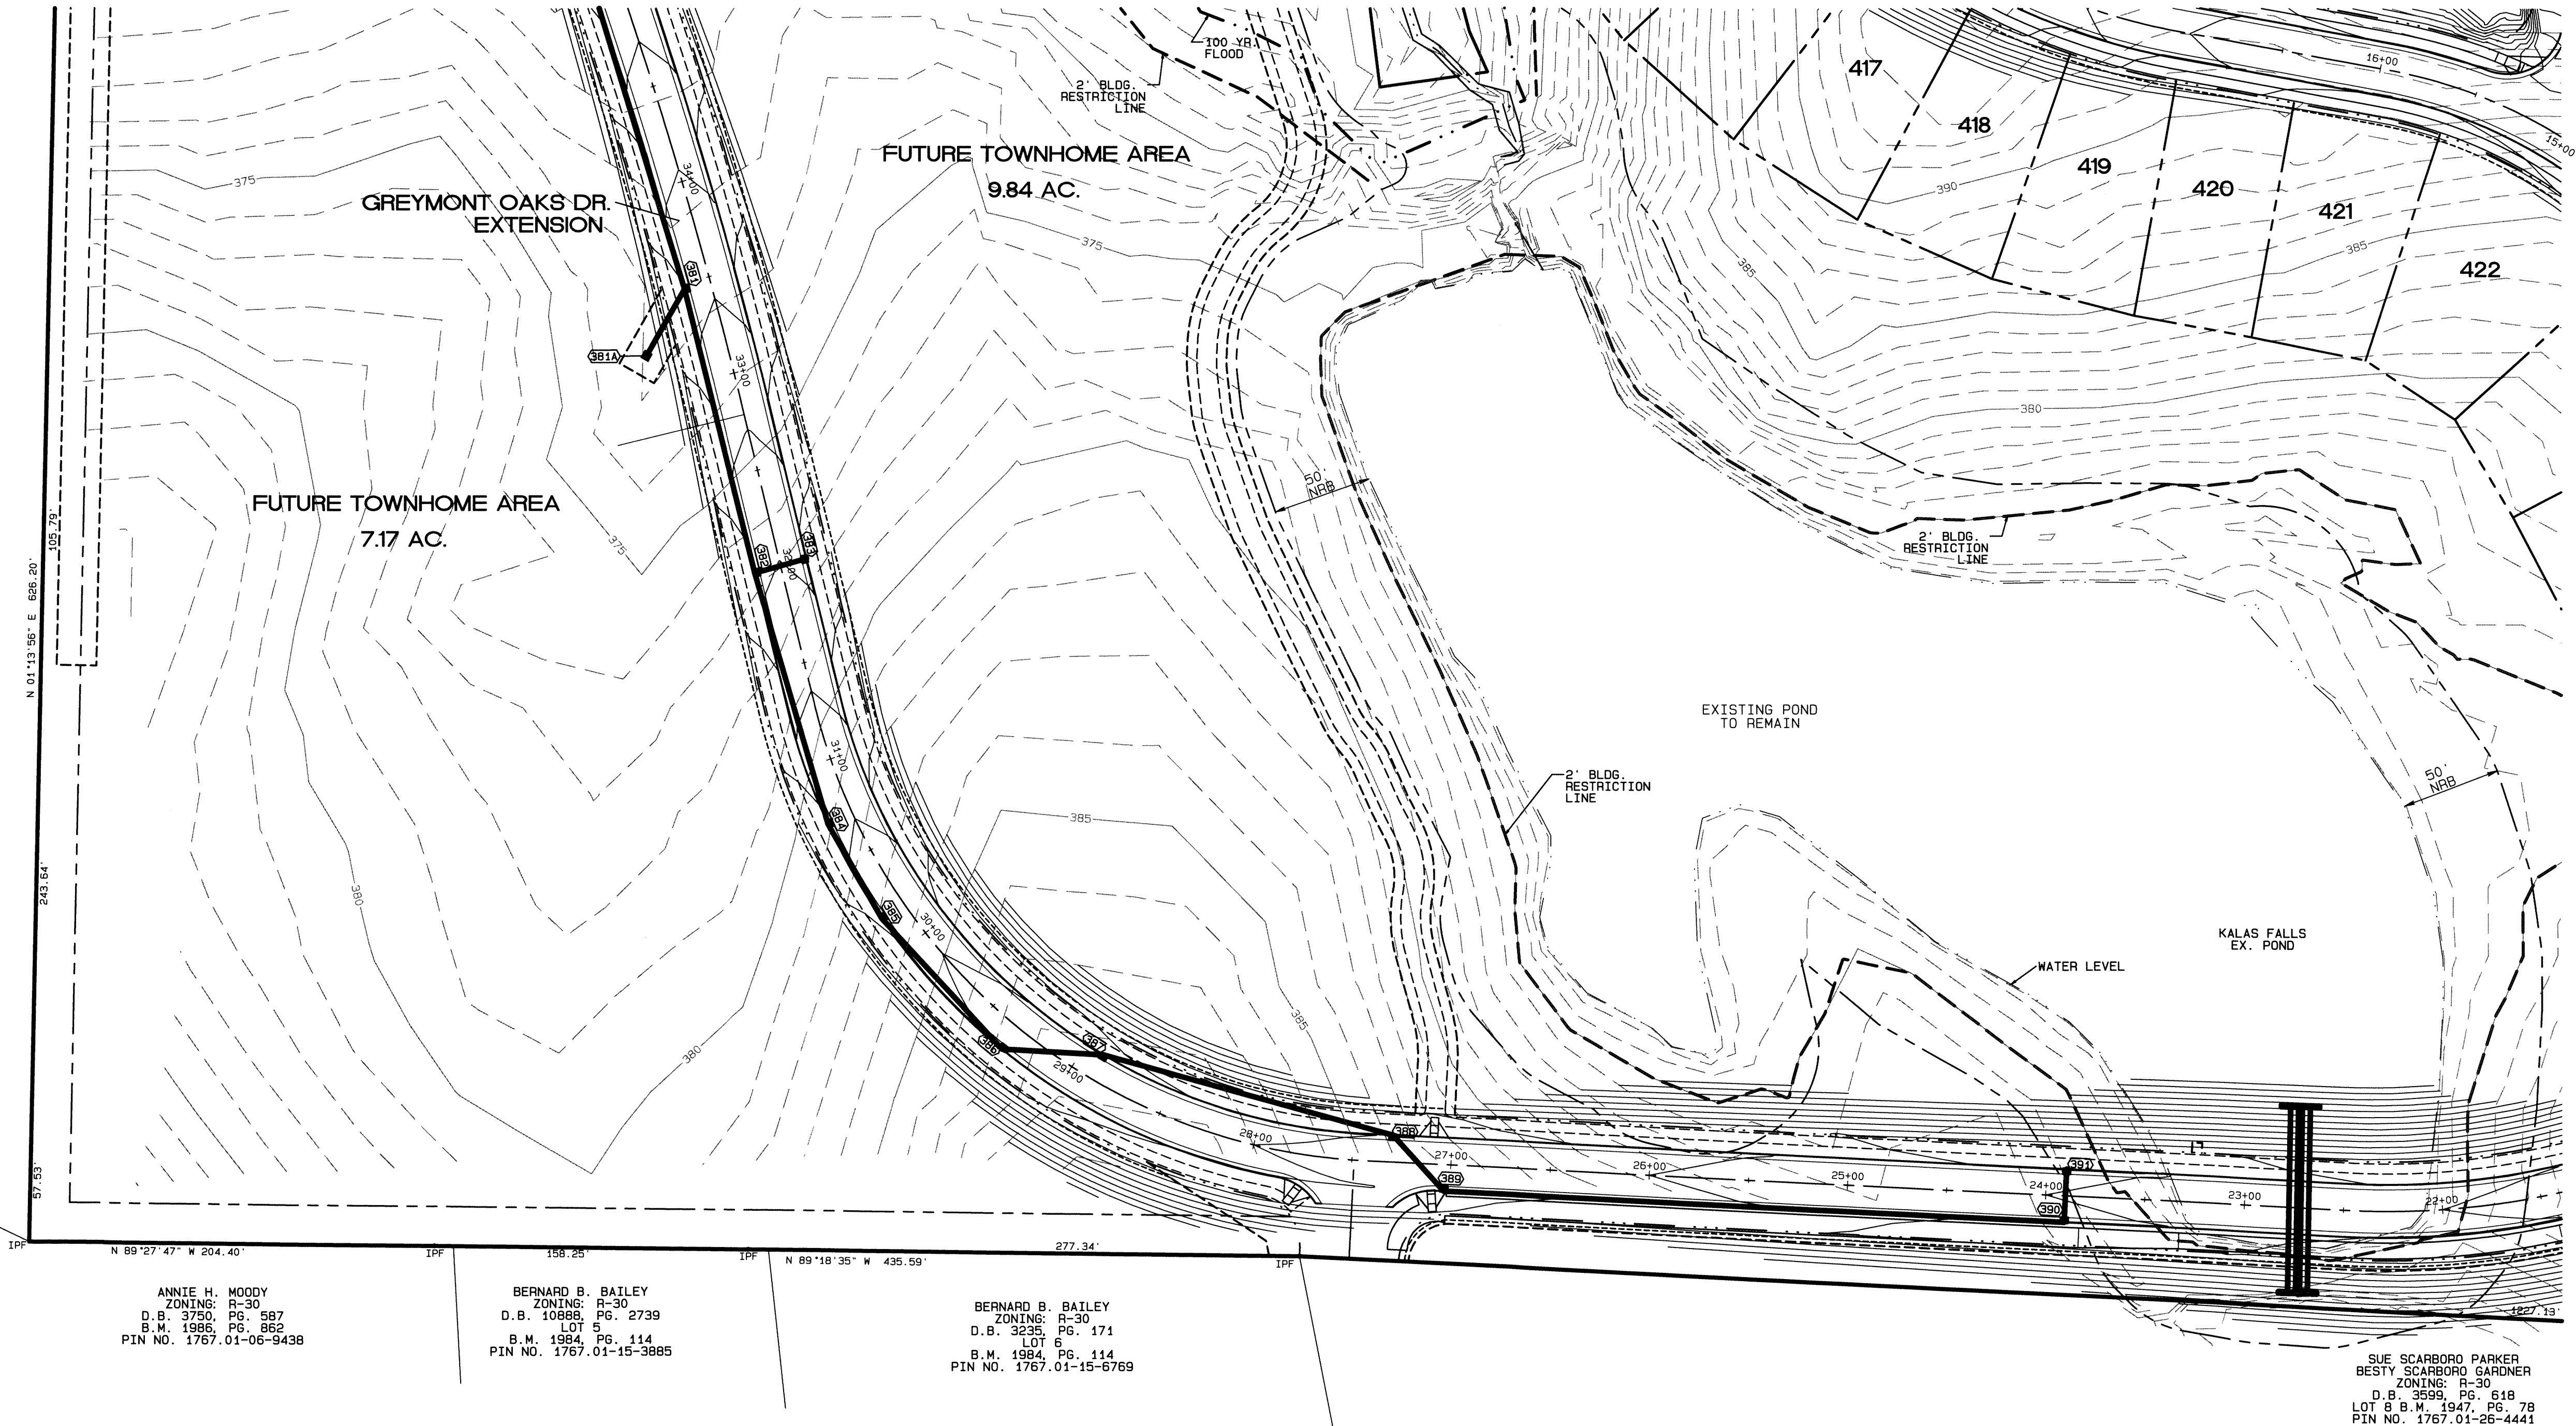 100 YR.
FLOOD
2' BLDG.
RESTRICTION
LINE
417
16+00
418
15+00
FUTURE TOWNHOME AREA
9.84 AC.
34+00
419
375
390
420
GREYMONT OAKS DR.
EXTENSION
421
375
385
385
422
381
381A
33+00
380
50'
NRB
FUTURE TOWNHOME AREA
7.17 AC.
105.79'
375
382
32+00
383
2' BLDG.
RESTRICTION
LINE
N 01°13'56" E 626.20'
EXISTING POND
TO REMAIN
31+00
2' BLDG.
RESTRICTION
LINE
50'
NRB
384
385
243.64'
380
385
30+00
KALAS FALLS
EX. POND
WATER LEVEL
385
380
386
387
29+00
28+00
388
27+00
26+00
25+00
24+00
23+00
22+00
391
389
390
57.53'
IPF
N 89°27'47" W 204.40'
IPF
158.25'
IPF
N 89°18'35" W 435.59'
277.34'
IPF
1227.13'
ANNIE H. MOODY
ZONING: R-30
D.B. 3750, PG. 587
B.M. 1986, PG. 862
PIN NO. 1767.01-06-9438
BERNARD B. BAILEY
ZONING: R-30
D.B. 10888, PG. 2739
LOT 5
B.M. 1984, PG. 114
PIN NO. 1767.01-15-3885
BERNARD B. BAILEY
ZONING: R-30
D.B. 3235, PG. 171
LOT 6
B.M. 1984, PG. 114
PIN NO. 1767.01-15-6769
SUE SCARBORO PARKER
BESTY SCARBORO GARDNER
ZONING: R-30
D.B. 3599, PG. 618
LOT 8 B.M. 1947, PG. 78
PIN NO. 1767.01-26-4441